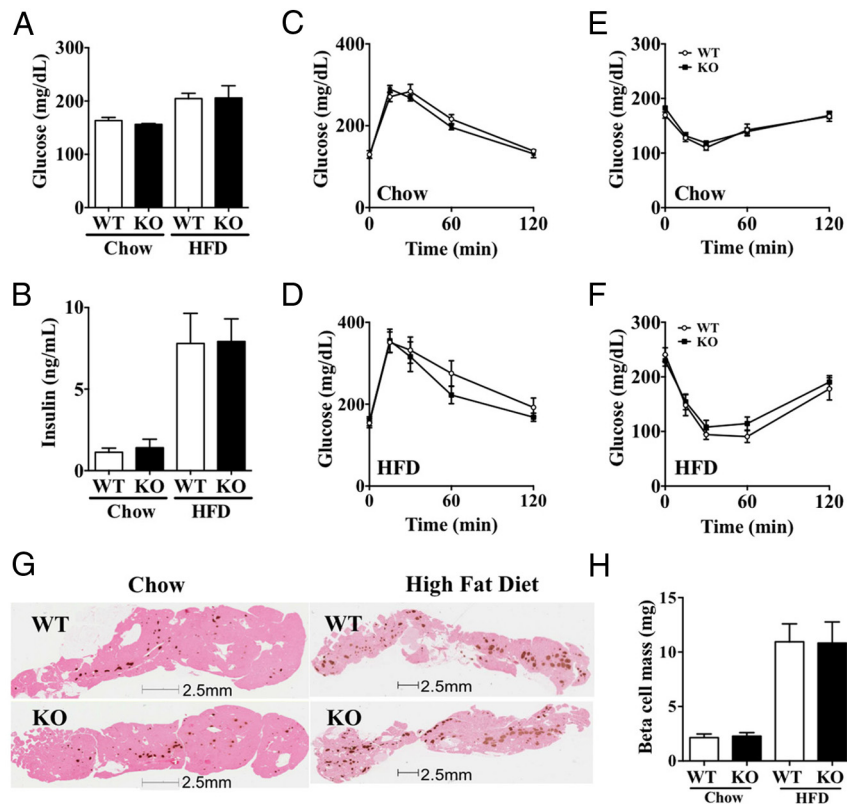 A
Glucose (mg/dL)
300
200
100
0
WT KO WT KO
Chow HFD
B
Insulin (ng/mL)
10
5
0
WT KO WT KO
Chow HFD
C
Glucose (mg/dL)
400
200
0
Chow
0 60 120
Time (min)
D
Glucose (mg/dL)
400
200
0
HFD
0 60 120
Time (min)
E
Glucose (mg/dL)
300
200
100
0
WT
KO
Chow
0 60 120
Time (min)
F
Glucose (mg/dL)
300
200
100
0
WT
KO
HFD
0 60 120
Time (min)
G
Chow High Fat Diet
WT WT
2.5mm 2.5mm
KO KO
2.5mm 2.5mm
H
Beta cell mass (mg)
15
10
5
0
WT KO WT KO
Chow HFD